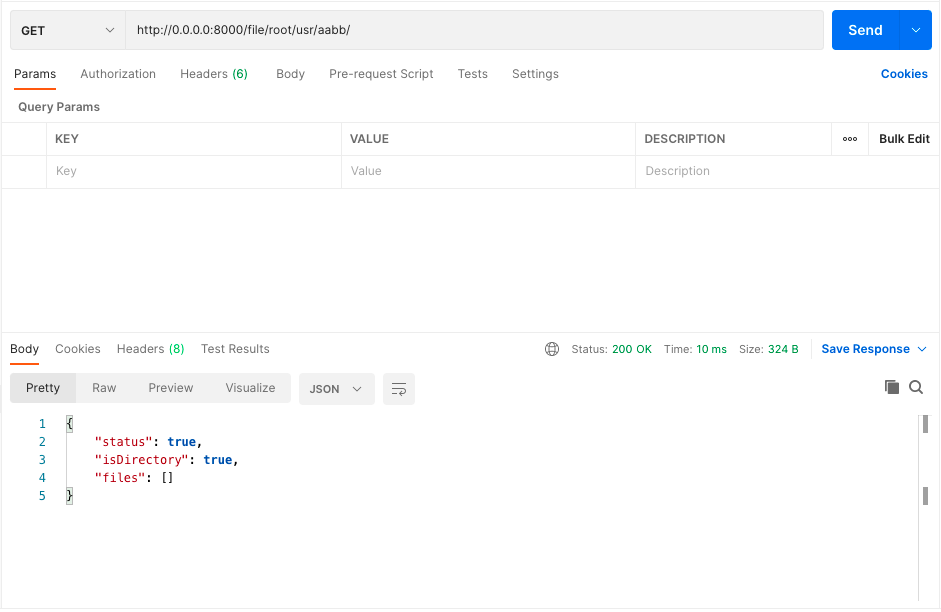 GET http://0.0.0.0:8000/file/root/usr/aabb/ Send
Params Authorization Headers (6) Body Pre-request Script Tests Settings Cookies
Query Params
KEY VALUE DESCRIPTION ooo Bulk Edit
Key Value Description
Body Cookies Headers (8) Test Results Status: 200 OK Time: 10 ms Size: 324 B Save Response
Pretty Raw Preview Visualize JSON
1 {
2 "status": true,
3 "isDirectory": true,
4 "files": []
5 }